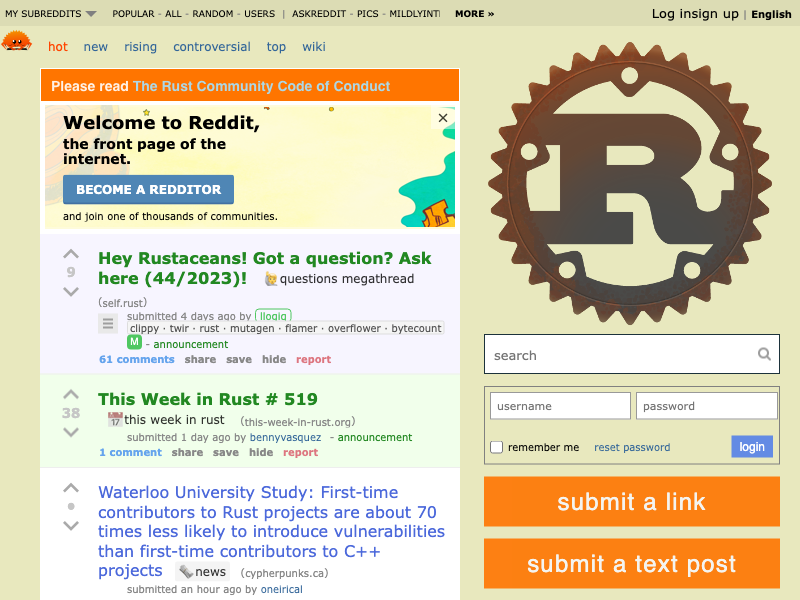 MY SUBREDDITS POPULAR - ALL - RANDOM - USERS | ASKREDDIT - PICS - MILDLYINT MORE » Log in sign up | English
hot new rising controversial top wiki
Please read The Rust Community Code of Conduct
Welcome to Reddit,
the front page of the
internet.
BECOME A REDDITOR
and join one of thousands of communities.
9
Hey Rustaceans! Got a question? Ask
here (44/2023)! questions megathread
(self.rust)
submitted 4 days ago by llogiq
clippy · twir · rust · mutagen · flamer · overflower · bytecount
M - announcement
61 comments share save hide report
38
This Week in Rust # 519
17 this week in rust (this-week-in-rust.org)
submitted 1 day ago by bennyvasquez - announcement
1 comment share save hide report
Waterloo University Study: First-time
contributors to Rust projects are about 70
times less likely to introduce vulnerabilities
than first-time contributors to C++
projects news (cypherpunks.ca)
submitted an hour ago by oneirical
R
search
username password
remember me reset password login
submit a link
submit a text post